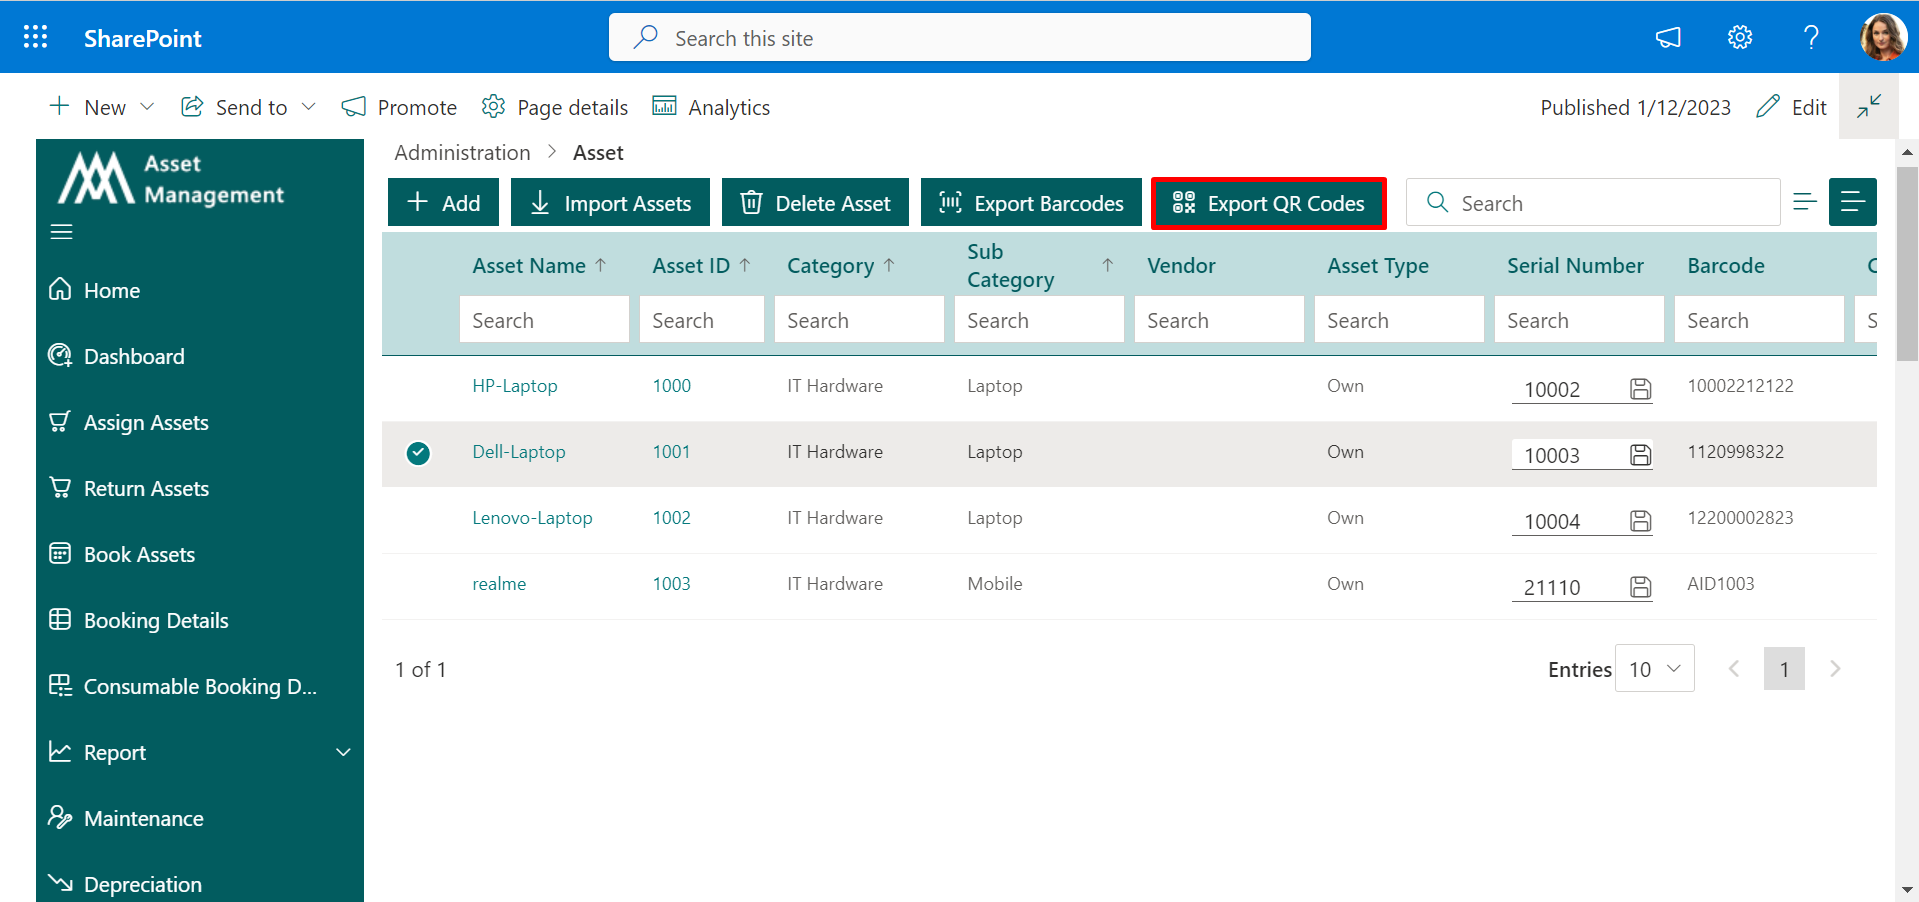 SharePoint
Search this site
New
Send to
Promote
Page details
Analytics
Published 1/12/2023
Edit
Asset
Management
Home
Dashboard
Assign Assets
Return Assets
Book Assets
Booking Details
Consumable Booking D...
Report
Maintenance
Depreciation
Administration > Asset
Add
Import Assets
Delete Asset
Export Barcodes
Export QR Codes
Search
Asset Name Asset ID Category Sub Category Vendor Asset Type Serial Number Barcode
Search Search Search Search Search Search Search Search S
HP-Laptop 1000 IT Hardware Laptop Own 10002 10002212122
Dell-Laptop 1001 IT Hardware Laptop Own 10003 1120998322
Lenovo-Laptop 1002 IT Hardware Laptop Own 10004 12200002823
realme 1003 IT Hardware Mobile Own 21110 AID1003
1 of 1
Entries 10
1